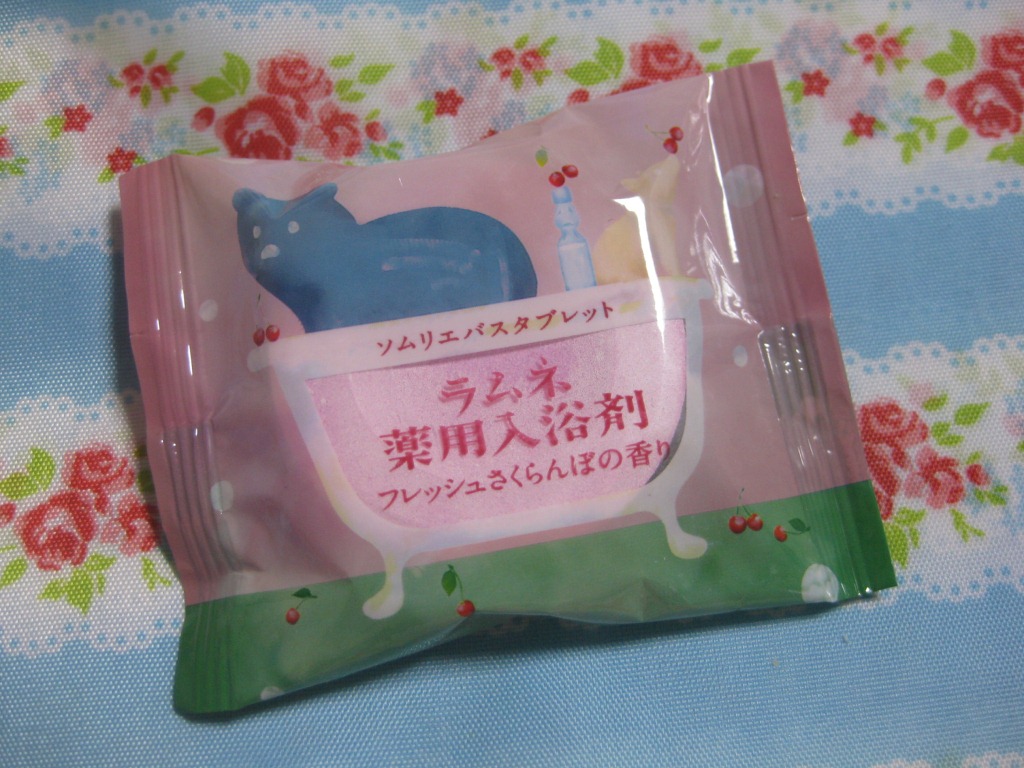 ソムリエバスタブレット
ラムネ
薬用入浴剤
フレッシュさくらんぼの香り